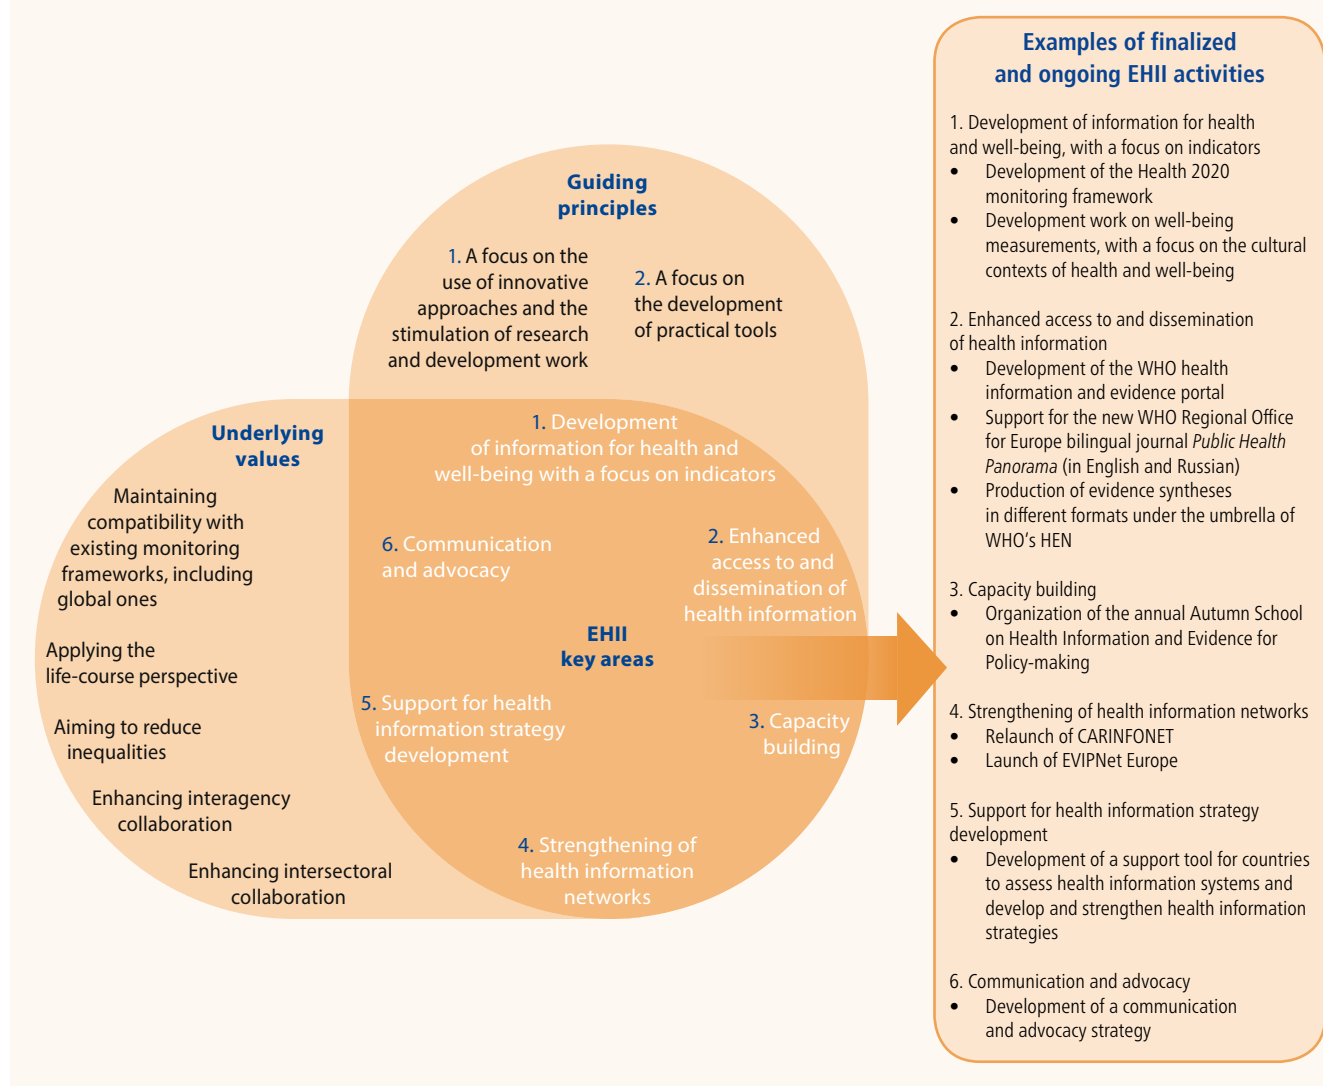 Guiding
principles
1. A focus on the
use of innovative
approaches and the
stimulation of research
and development work
2. A focus on
the development
of practical tools
Underlying
values
Maintaining
compatibility with
existing monitoring
frameworks, including
global ones
Applying the
life-course perspective
Aiming to reduce
inequalities
Enhancing interagency
collaboration
Enhancing intersectoral
collaboration
EHII
key areas
1. Development
of information for health and
well-being with a focus on indicators
2. Enhanced
access to and
dissemination of
health information
3. Capacity
building
4. Strengthening of
health information
networks
5. Support for health
information strategy
development
6. Communication
and advocacy
Examples of finalized
and ongoing EHII activities
1. Development of information for health
and well-being, with a focus on indicators
• Development of the Health 2020
monitoring framework
• Development work on well-being
measurements, with a focus on the cultural
contexts of health and well-being
2. Enhanced access to and dissemination
of health information
• Development of the WHO health
information and evidence portal
• Support for the new WHO Regional Office
for Europe bilingual journal Public Health
Panorama (in English and Russian)
• Production of evidence syntheses
in different formats under the umbrella of
WHO's HEN
3. Capacity building
• Organization of the annual Autumn School
on Health Information and Evidence for
Policy-making
4. Strengthening of health information networks
• Relaunch of CARINFONET
• Launch of EVIPNet Europe
5. Support for health information strategy
development
• Development of a support tool for countries
to assess health information systems and
develop and strengthen health information
strategies
6. Communication and advocacy
• Development of a communication
and advocacy strategy